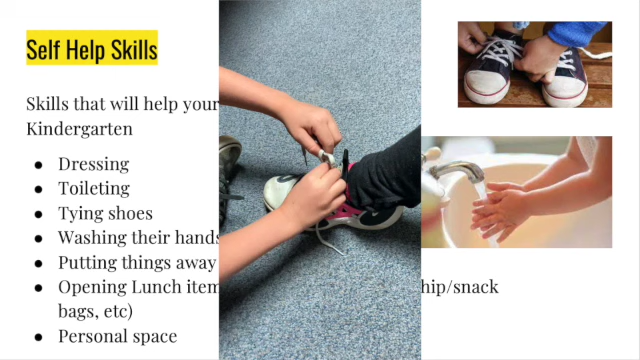 Self Help Skills
Skills that will help your
Kindergarten
● Dressing
● Toileting
● Tying shoes
● Washing their hands
● Putting things away
● Opening Lunch item hip/snack
bags, etc)
● Personal space